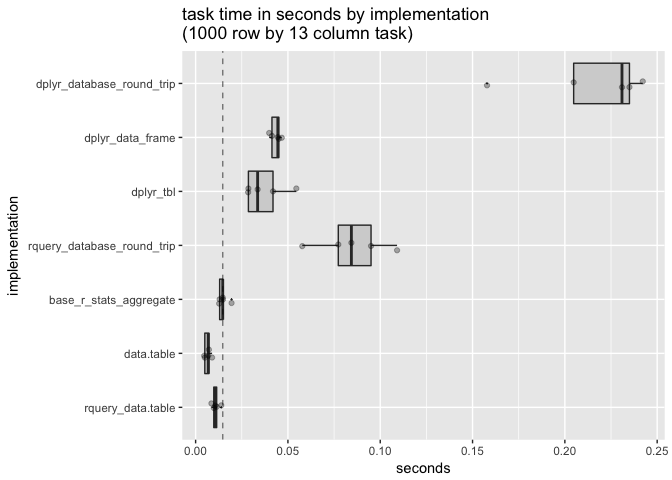 task time in seconds by implementation
(1000 row by 13 column task)
implementation
dplyr_database_round_trip
dplyr_data_frame
dplyr_tbl
rquery_database_round_trip
base_r_stats_aggregate
data.table
rquery_data.table
0.00 0.05 0.10 0.15 0.20 0.25
seconds